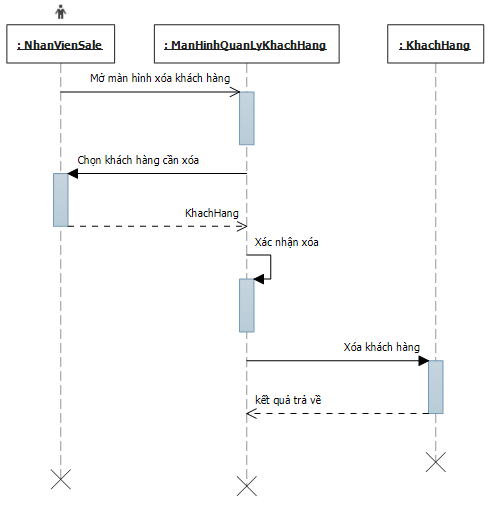 : NhanVienSale
: ManHinhQuanLyKhachHang
: KhachHang
Mở màn hình xóa khách hàng
Chọn khách hàng cần xóa
KhachHang
Xác nhận xóa
Xóa khách hàng
kết quả trả về